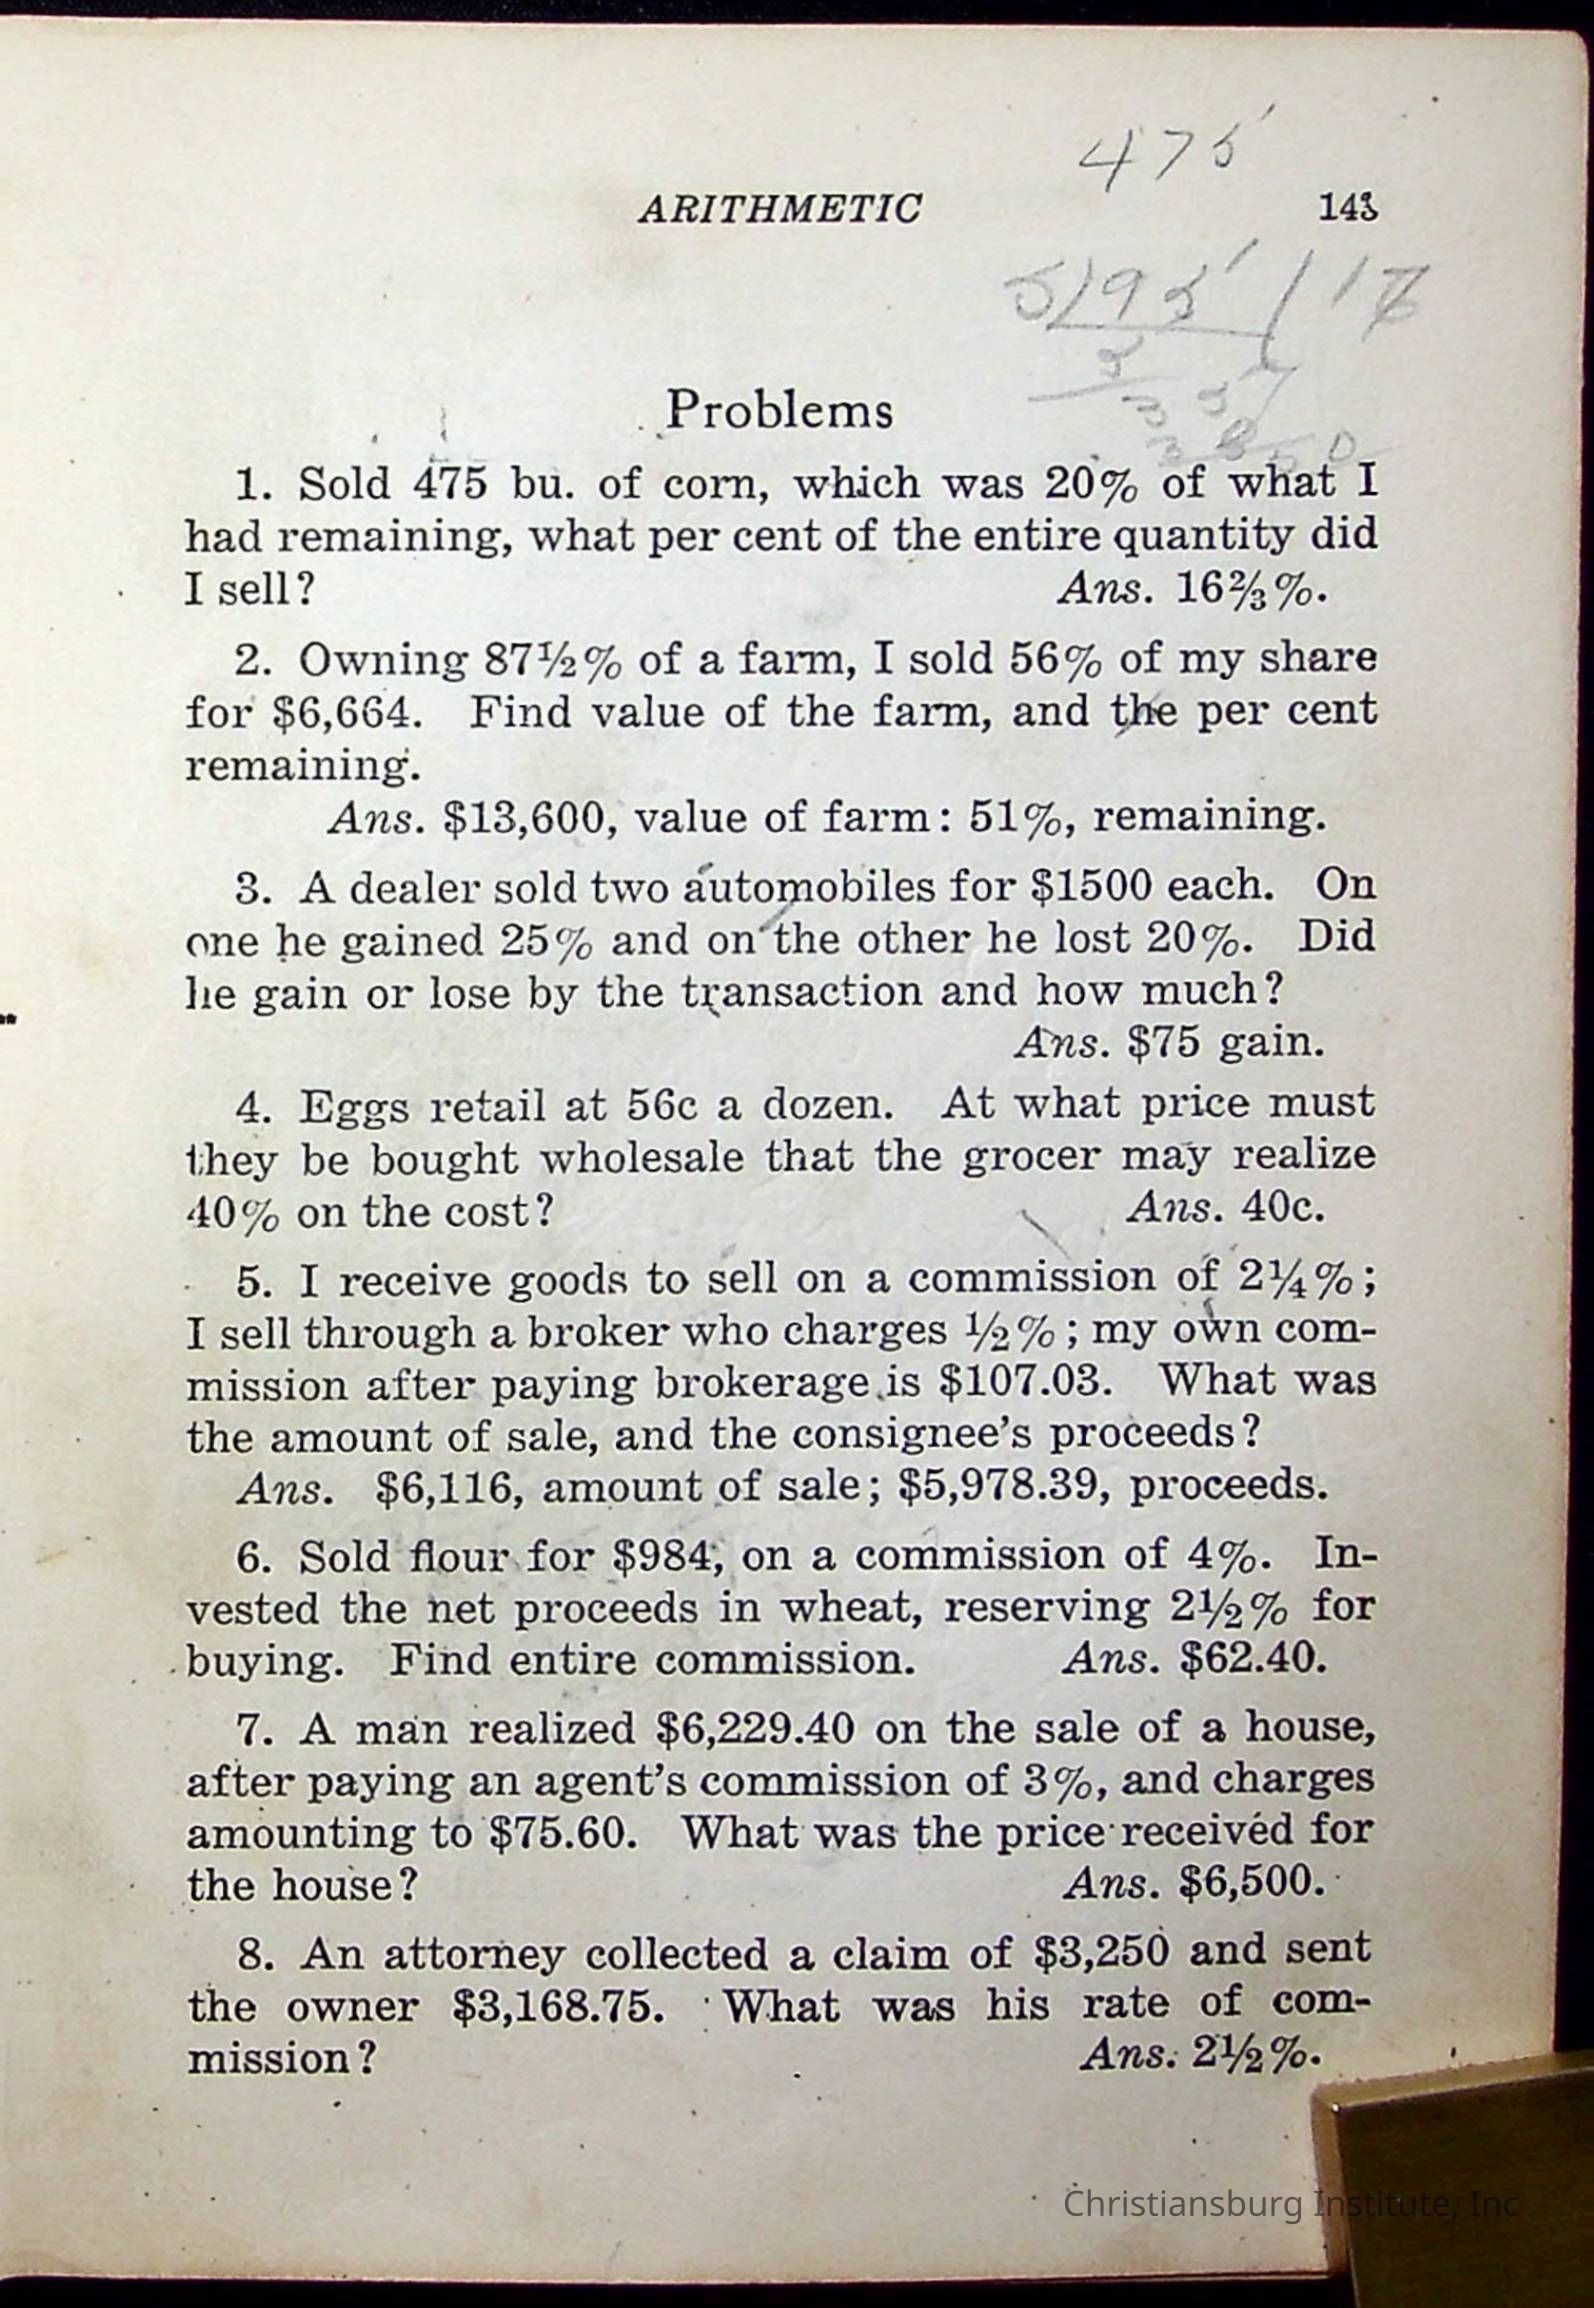 475
ARITHMETIC 143
5)95(17
5
Problems
1. Sold 475 bu. of corn, which was 20% of what I
had remaining, what per cent of the entire quantity did
I sell? Ans. 16⅔%.
2. Owning 87½% of a farm, I sold 56% of my share
for $6,664. Find value of the farm, and the per cent
remaining.
Ans. $13,600, value of farm: 51%, remaining.
3. A dealer sold two automobiles for $1500 each. On
one he gained 25% and on the other he lost 20%. Did
he gain or lose by the transaction and how much?
Ans. $75 gain.
4. Eggs retail at 56c a dozen. At what price must
they be bought wholesale that the grocer may realize
40% on the cost? Ans. 40c.
5. I receive goods to sell on a commission of 2¼%;
I sell through a broker who charges ½%; my own com-
mission after paying brokerage is $107.03. What was
the amount of sale, and the consignee's proceeds?
Ans. $6,116, amount of sale; $5,978.39, proceeds.
6. Sold flour for $984, on a commission of 4%. In-
vested the net proceeds in wheat, reserving 2½% for
buying. Find entire commission. Ans. $62.40.
7. A man realized $6,229.40 on the sale of a house,
after paying an agent's commission of 3%, and charges
amounting to $75.60. What was the price received for
the house? Ans. $6,500.
8. An attorney collected a claim of $3,250 and sent
the owner $3,168.75. What was his rate of com-
mission? Ans. 2½%.
Christiansburg Institute, Inc